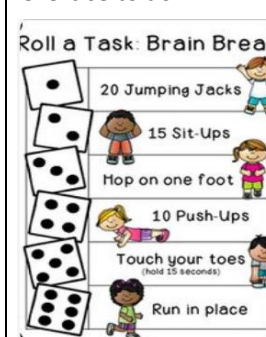 Roll a Task: Brain Brea
20 Jumping Jacks
15 Sit-Ups
Hop on one foot
10 Push-Ups
Touch your toes
(hold 15 seconds)
Run in place